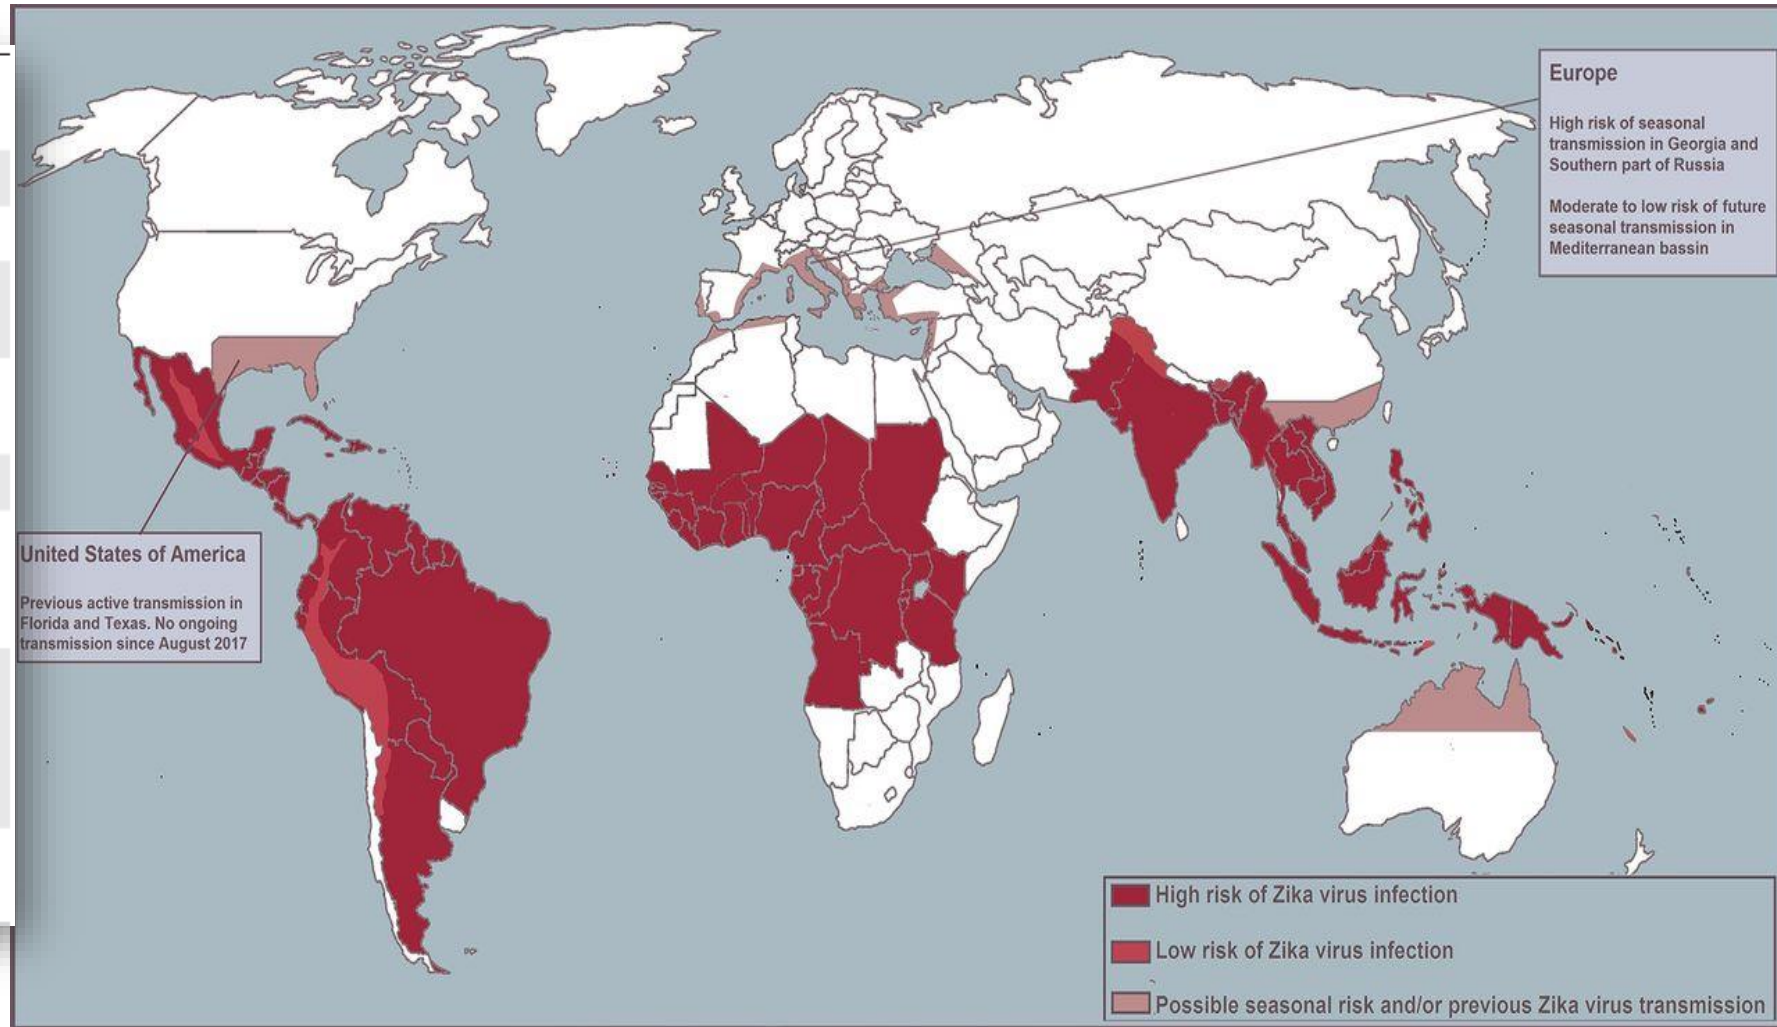 Europe
High risk of seasonal
transmission in Georgia and
Southern part of Russia
Moderate to low risk of future
seasonal transmission in
Mediterranean bassin
United States of America
Previous active transmission in
Florida and Texas. No ongoing
transmission since August 2017
High risk of Zika virus infection
Low risk of Zika virus infection
Possible seasonal risk and/or previous Zika virus transmission